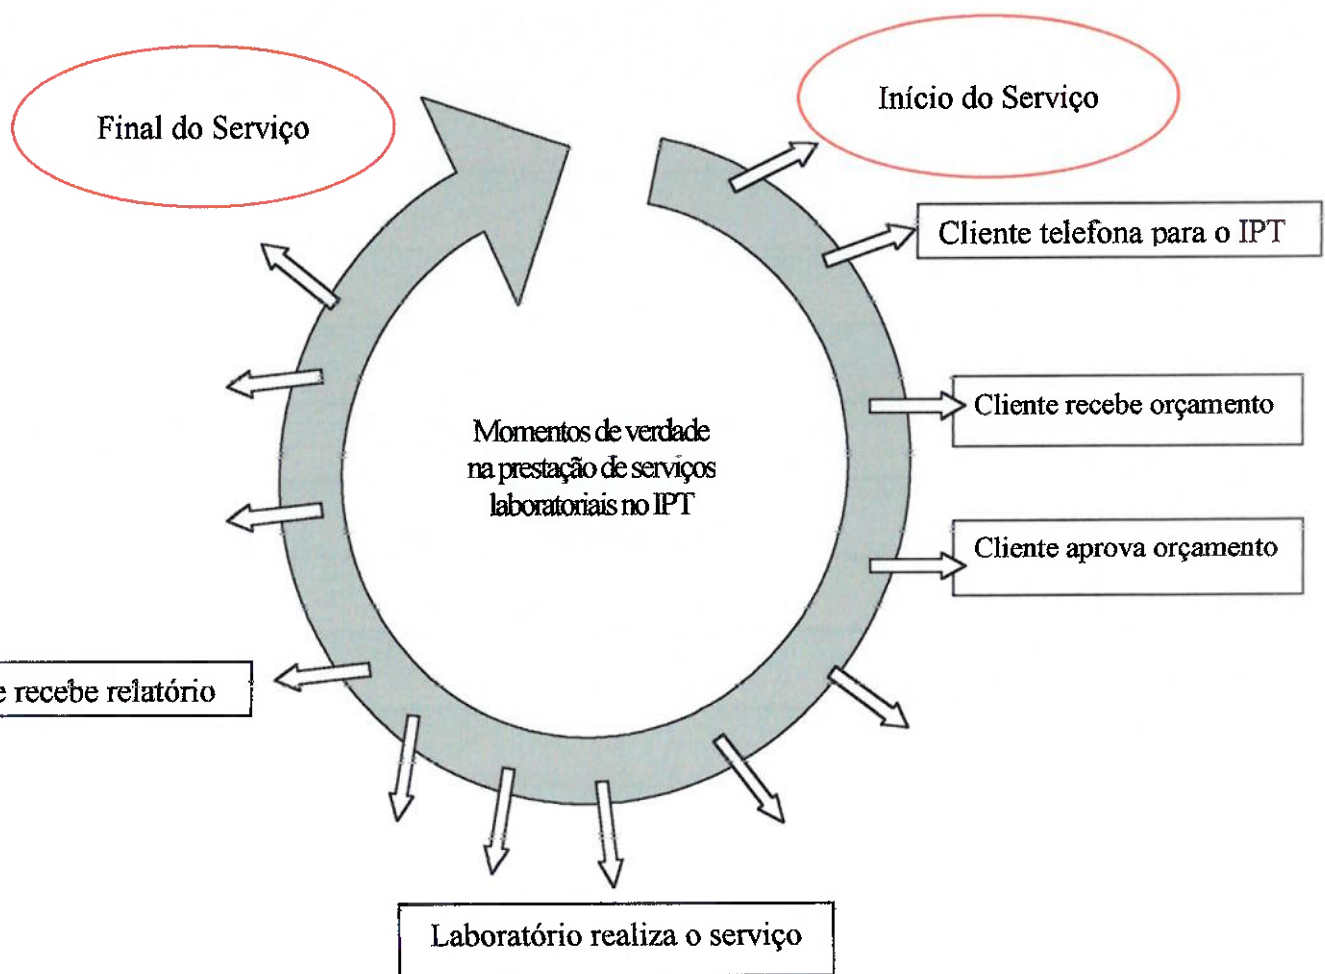 Final do Serviço
Início do Serviço
Cliente telefona para o IPT
Cliente recebe orçamento
Cliente aprova orçamento
Momentos de verdade
na prestação de serviços
laboratoriais no IPT
e recebe relatório
Laboratório realiza o serviço